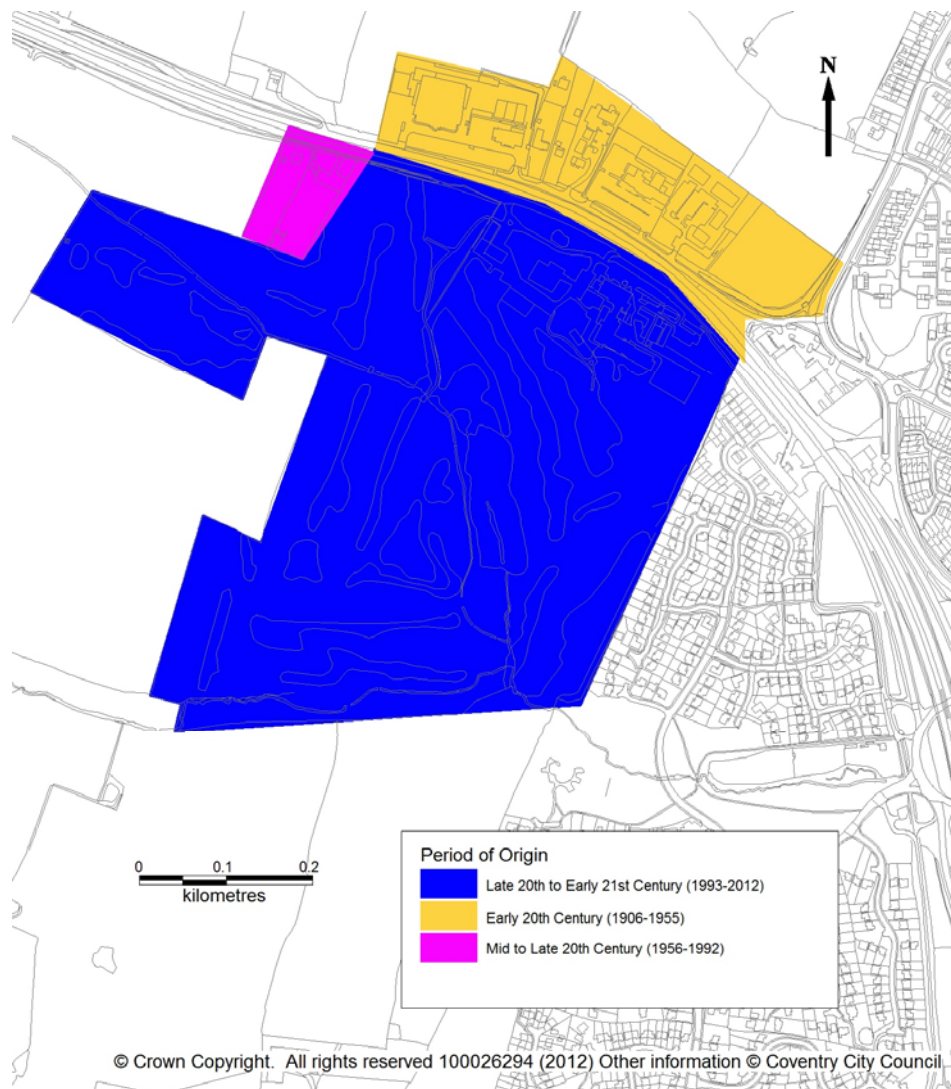 N
0 0.1 0.2
kilometres
Period of Origin
Late 20th to Early 21st Century (1993-2012)
Early 20th Century (1906-1955)
Mid to Late 20th Century (1956-1992)
© Crown Copyright. All rights reserved 100026294 (2012) Other information © Coventry City Council